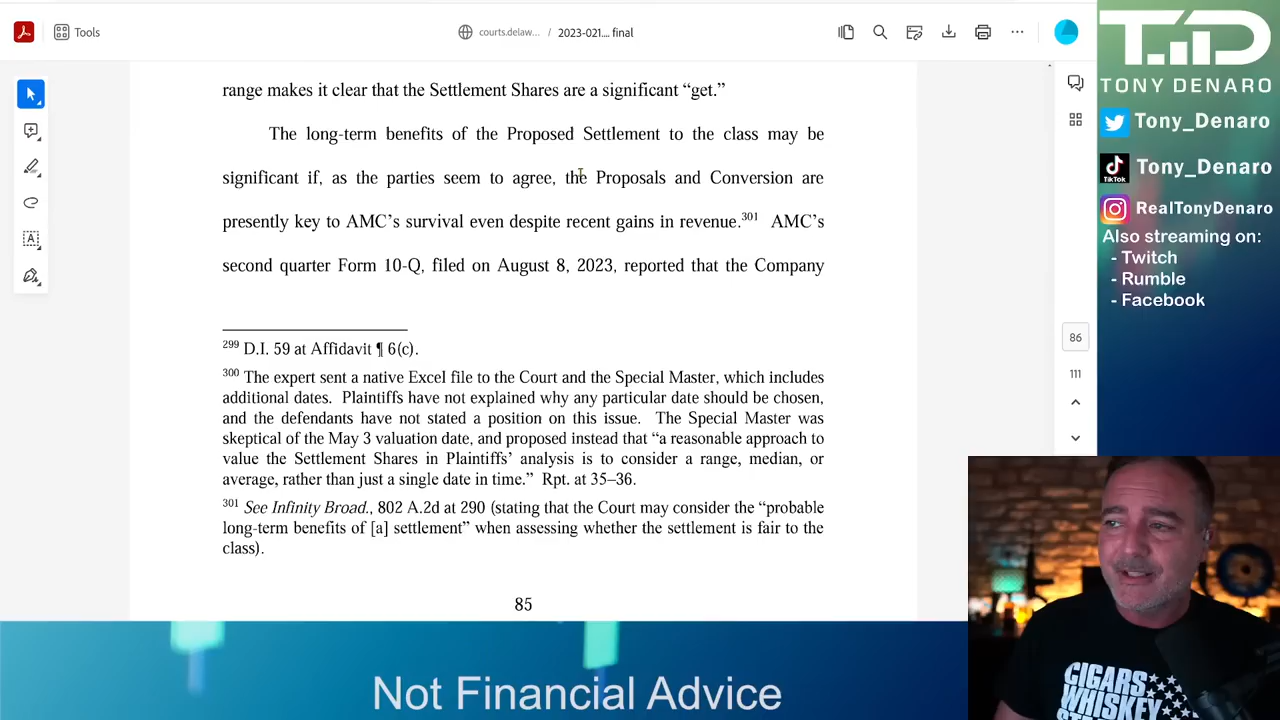 Tools
courts.delaw... / 2023-021.... final
range makes it clear that the Settlement Shares are a significant “get.”
The long-term benefits of the Proposed Settlement to the class may be
significant if, as the parties seem to agree, the Proposals and Conversion are
presently key to AMC’s survival even despite recent gains in revenue.301 AMC’s
second quarter Form 10-Q, filed on August 8, 2023, reported that the Company
299 D.I. 59 at Affidavit ¶ 6(c).
300 The expert sent a native Excel file to the Court and the Special Master, which includes
additional dates. Plaintiffs have not explained why any particular date should be chosen,
and the defendants have not stated a position on this issue. The Special Master was
skeptical of the May 3 valuation date, and proposed instead that “a reasonable approach to
value the Settlement Shares in Plaintiffs’ analysis is to consider a range, median, or
average, rather than just a single date in time.” Rpt. at 35–36.
301 See Infinity Broad., 802 A.2d at 290 (stating that the Court may consider the “probable
long-term benefits of [a] settlement” when assessing whether the settlement is fair to the
class).
85
86
111
TD
TONY DENARO
Tony_Denaro
TikTok
Tony_Denaro
RealTonyDenaro
Also streaming on:
- Twitch
- Rumble
- Facebook
CIGARS
WHISKEY
Not Financial Advice